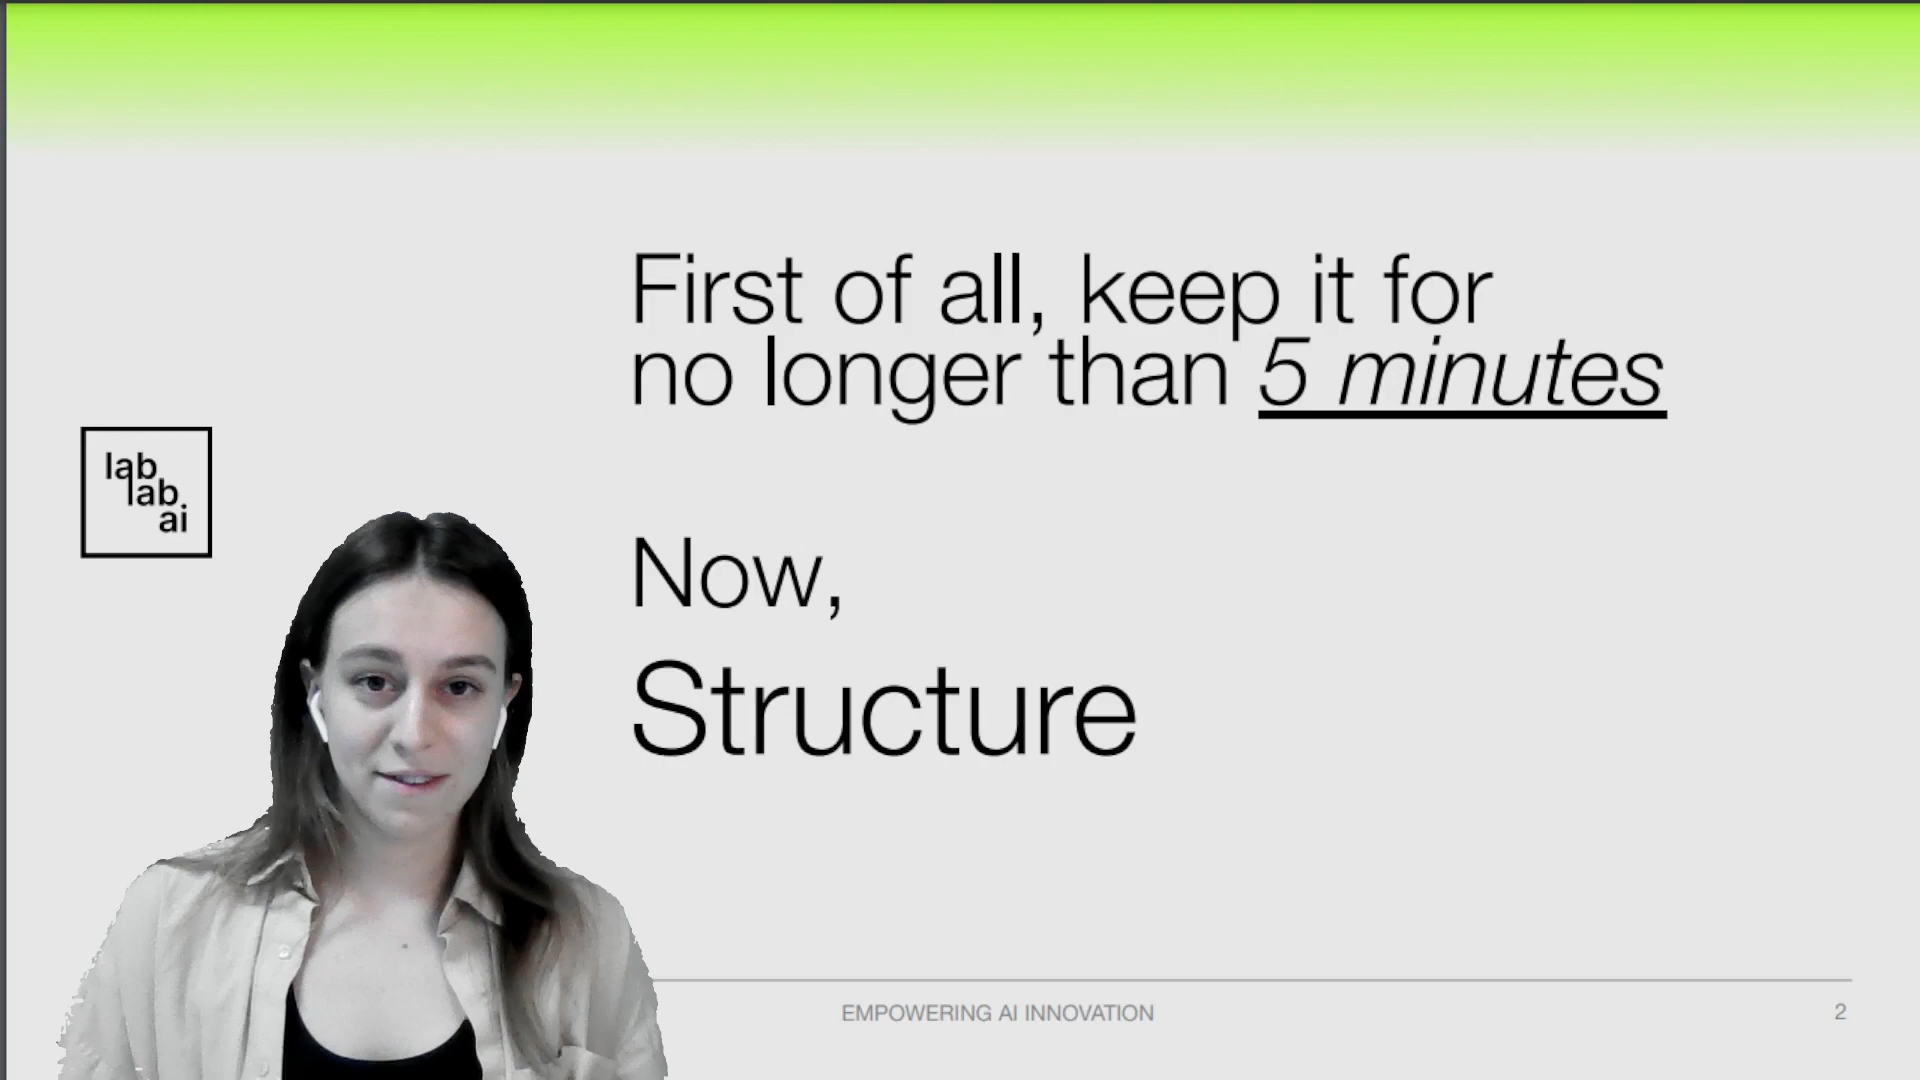 First of all, keep it for
no longer than 5 minutes
lab
lab
ai
Now,
Structure
EMPOWERING AI INNOVATION
2